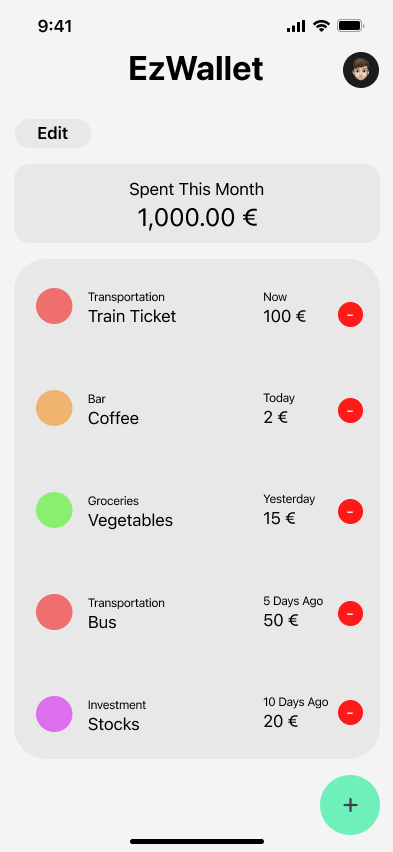 9:41
EzWallet
Edit
Spent This Month
1,000.00 €
Transportation
Train Ticket
Now
100 €
-
Bar
Coffee
Today
2 €
-
Groceries
Vegetables
Yesterday
15 €
-
Transportation
Bus
5 Days Ago
50 €
-
Investment
Stocks
10 Days Ago
20 €
-
+